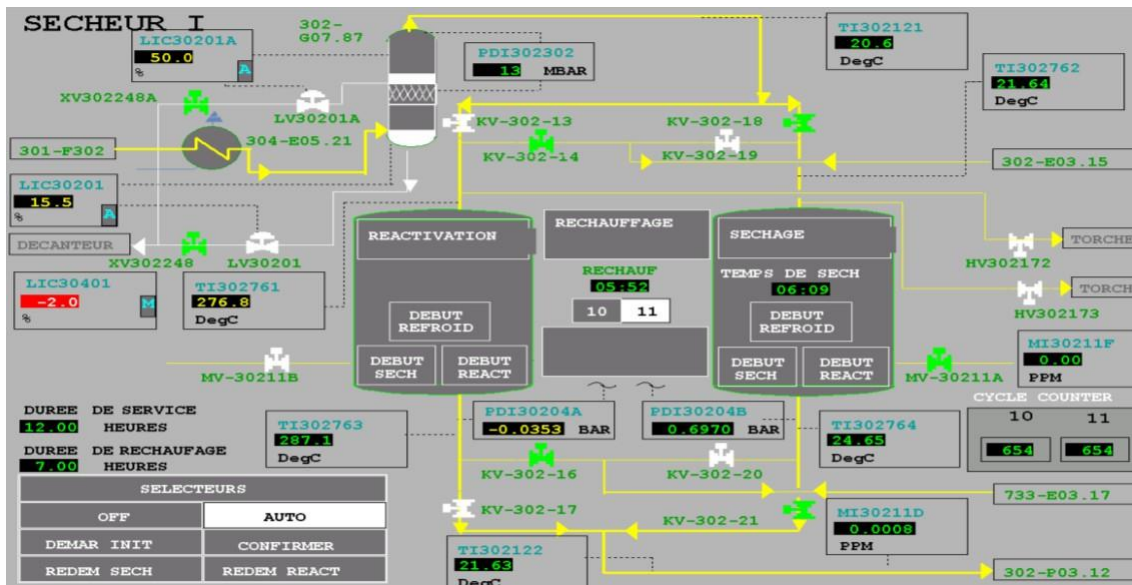 SECHEUR I
302-
G07.87
LIC30201A
50.0
%
A
PDI302302
13 MBAR
TI302121
20.6
DegC
TI302762
21.64
DegC
XV302248A
LV30201A
304-E05.21
301-F302
KV-302-13
KV-302-18
KV-302-14
KV-302-19
302-E03.15
LIC30201
15.5
%
A
DECANTEUR
XV302248
LV30201
REACTIVATION
RECHAUFFAGE
SECHAGE
TORCHE
HV302172
LIC30401
-2.0
%
M
TI302761
276.8
DegC
RECHAUF
05:52
10
11
TEMPS DE SECH
06:09
TORCH
HV302173
DEBUT
REFROID
DEBUT
SECH
DEBUT
REACT
DEBUT
REFROID
DEBUT
SECH
DEBUT
REACT
MV-30211B
MV-30211A
MI30211F
0.00
PPM
DUREE DE SERVICE
12.00 HEURES
DUREE DE RECHAUFAGE
7.00 HEURES
TI302763
287.1
DegC
PDI30204A
-0.0353 BAR
PDI30204B
0.6970 BAR
TI302764
24.65
DegC
CYCLE COUNTER
10 11
654 654
KV-302-16
KV-302-20
733-E03.17
SELECTEURS
OFF
AUTO
DEMAR INIT
CONFIRMER
REDEM SECH
REDEM REACT
KV-302-17
KV-302-21
MI30211D
0.0008
PPM
TI302122
21.63
DegC
302-P03.12